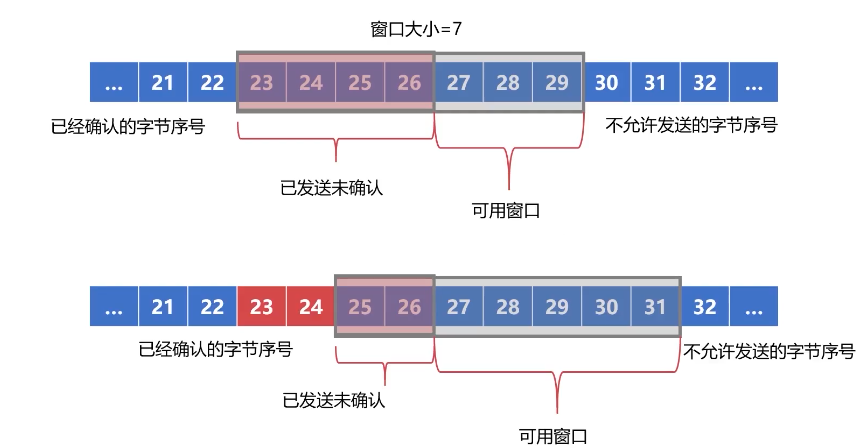 窗口大小=7
... 21 22 23 24 25 26 27 28 29 30 31 32 ...
已经确认的字节序号
不允许发送的字节序号
已发送未确认
可用窗口
... 21 22 23 24 25 26 27 28 29 30 31 32 ...
已经确认的字节序号
不允许发送的字节序号
已发送未确认
可用窗口